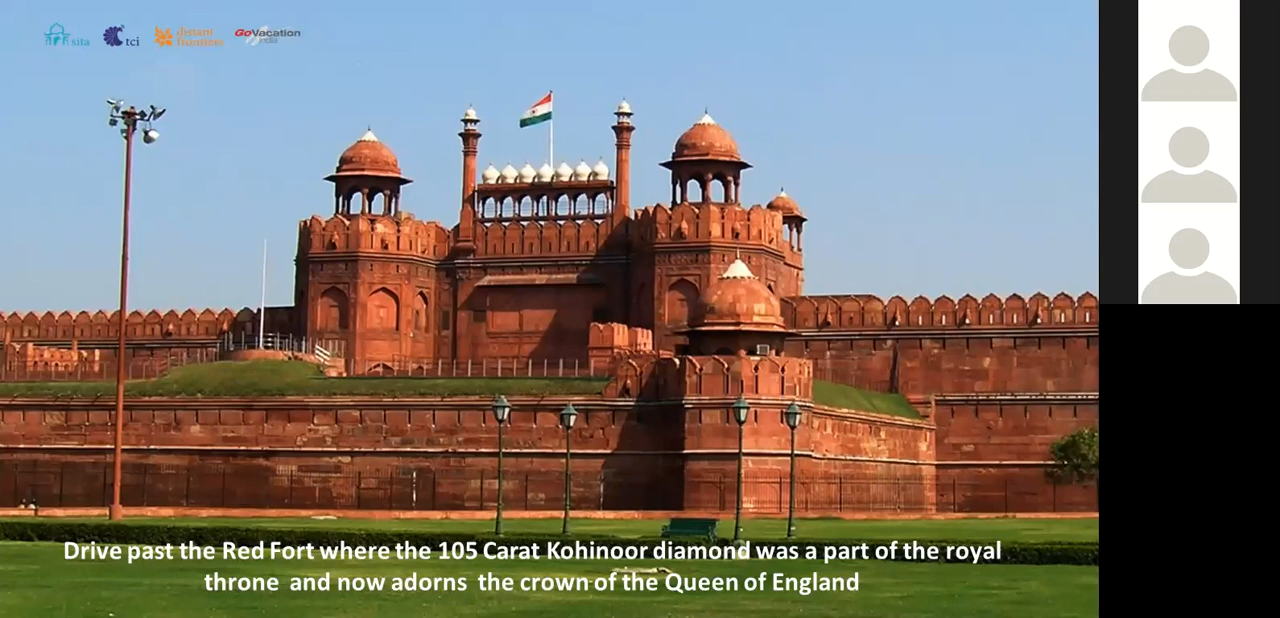 sita
tci
distant
frontiers
GoVacation
India
Drive past the Red Fort where the 105 Carat Kohinoor diamond was a part of the royal
throne and now adorns the crown of the Queen of England